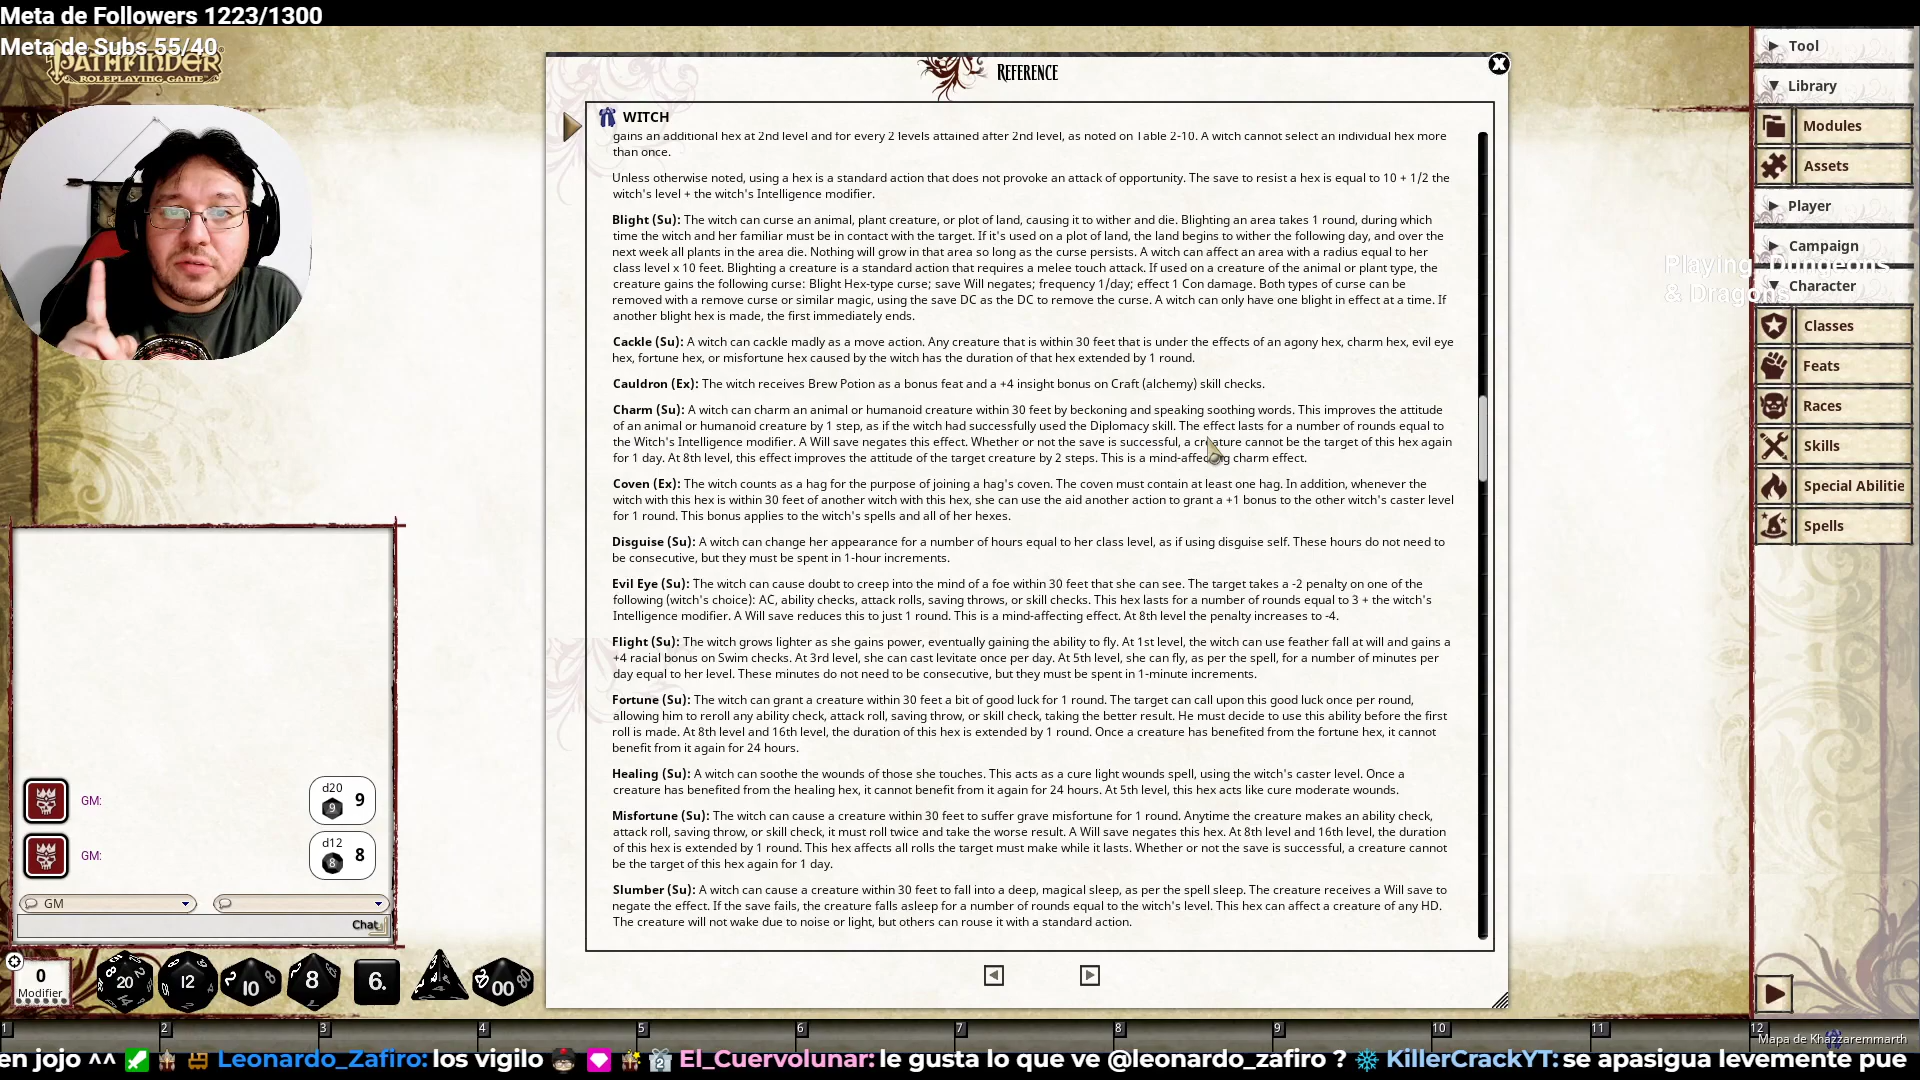 Meta de Followers 1223/1300
Meta de Subs 55/40
PATHFINDER
ROLEPLAYING GAME
REFERENCE
WITCH
gains an additional hex at 2nd level and for every 2 levels attained after 2nd level, as noted on Table 2-10. A witch cannot select an individual hex more
than once.
Unless otherwise noted, using a hex is a standard action that does not provoke an attack of opportunity. The save to resist a hex is equal to 10 + 1/2 the
witch's level + the witch's Intelligence modifier.
Blight (Su): The witch can curse an animal, plant creature, or plot of land, causing it to wither and die. Blighting an area takes 1 round, during which
time the witch and her familiar must be in contact with the target. If it's used on a plot of land, the land begins to wither the following day, and over the
next week all plants in the area die. Nothing will grow in that area so long as the curse persists. A witch can affect an area with a radius equal to her
class level x 10 feet. Blighting a creature is a standard action that requires a melee touch attack. If used on a creature of the animal or plant type, the
creature gains the following curse: Blight Hex-type curse; save Will negates; frequency 1/day; effect 1 Con damage. Both types of curse can be
removed with a remove curse or similar magic, using the save DC as the DC to remove the curse. A witch can only have one blight in effect at a time. If
another blight hex is made, the first immediately ends.
Cackle (Su): A witch can cackle madly as a move action. Any creature that is within 30 feet that is under the effects of an agony hex, charm hex, evil eye
hex, fortune hex, or misfortune hex caused by the witch has the duration of that hex extended by 1 round.
Cauldron (Ex): The witch receives Brew Potion as a bonus feat and a +4 insight bonus on Craft (alchemy) skill checks.
Charm (Su): A witch can charm an animal or humanoid creature within 30 feet by beckoning and speaking soothing words. This improves the attitude
of an animal or humanoid creature by 1 step, as if the witch had successfully used the Diplomacy skill. The effect lasts for a number of rounds equal to
the Witch's Intelligence modifier. A Will save negates this effect. Whether or not the save is successful, a creature cannot be the target of this hex again
for 1 day. At 8th level, this effect improves the attitude of the target creature by 2 steps. This is a mind-affecting charm effect.
Coven (Ex): The witch counts as a hag for the purpose of joining a hag's coven. The coven must contain at least one hag. In addition, whenever the
witch with this hex is within 30 feet of another witch with this hex, she can use the aid another action to grant a +1 bonus to the other witch's caster level
for 1 round. This bonus applies to the witch's spells and all of her hexes.
Disguise (Su): A witch can change her appearance for a number of hours equal to her class level, as if using disguise self. These hours do not need to
be consecutive, but they must be spent in 1-hour increments.
Evil Eye (Su): The witch can cause doubt to creep into the mind of a foe within 30 feet that she can see. The target takes a -2 penalty on one of the
following (witch's choice): AC, ability checks, attack rolls, saving throws, or skill checks. This hex lasts for a number of rounds equal to 3 + the witch's
Intelligence modifier. A Will save reduces this to just 1 round. This is a mind-affecting effect. At 8th level the penalty increases to -4.
Flight (Su): The witch grows lighter as she gains power, eventually gaining the ability to fly. At 1st level, the witch can use feather fall at will and gains a
+4 racial bonus on Swim checks. At 3rd level, she can cast levitate once per day. At 5th level, she can fly, as per the spell, for a number of minutes per
day equal to her level. These minutes do not need to be consecutive, but they must be spent in 1-minute increments.
Fortune (Su): The witch can grant a creature within 30 feet a bit of good luck for 1 round. The target can call upon this good luck once per round,
allowing him to reroll any ability check, attack roll, saving throw, or skill check, taking the better result. He must decide to use this ability before the first
roll is made. At 8th level and 16th level, the duration of this hex is extended by 1 round. Once a creature has benefited from the fortune hex, it cannot
benefit from it again for 24 hours.
Healing (Su): A witch can soothe the wounds of those she touches. This acts as a cure light wounds spell, using the witch's caster level. Once a
creature has benefited from the healing hex, it cannot benefit from it again for 24 hours. At 5th level, this hex acts like cure moderate wounds.
Misfortune (Su): The witch can cause a creature within 30 feet to suffer grave misfortune for 1 round. Anytime the creature makes an ability check,
attack roll, saving throw, or skill check, it must roll twice and take the worse result. A Will save negates this hex. At 8th level and 16th level, the duration
of this hex is extended by 1 round. This hex affects all rolls the target must make while it lasts. Whether or not the save is successful, a creature cannot
be the target of this hex again for 1 day.
Slumber (Su): A witch can cause a creature within 30 feet to fall into a deep, magical sleep, as per the spell sleep. The creature receives a Will save to
negate the effect. If the save fails, the creature falls asleep for a number of rounds equal to the witch's level. This hex can affect a creature of any HD.
The creature will not wake due to noise or light, but others can rouse it with a standard action.
Tool
Library
Modules
Assets
Player
Campaign
Playing Dungeons
& Dragons
Character
Classes
Feats
Races
Skills
Special Abilitie
Spells
GM:
d20
9
9
GM:
d12
8
8
GM
Chat
0
Modifier
20
12
10
8
6.
00
1 2 3 4 5 6 7 8 9 10 11 12
Mapa de Khazzaremmarth
en jojo ^^ Leonardo_Zafiro: los vigilo El_Cuervolunar: le gusta lo que ve @leonardo_zafiro ? KillerCrackYT: se apasigua levemente pue